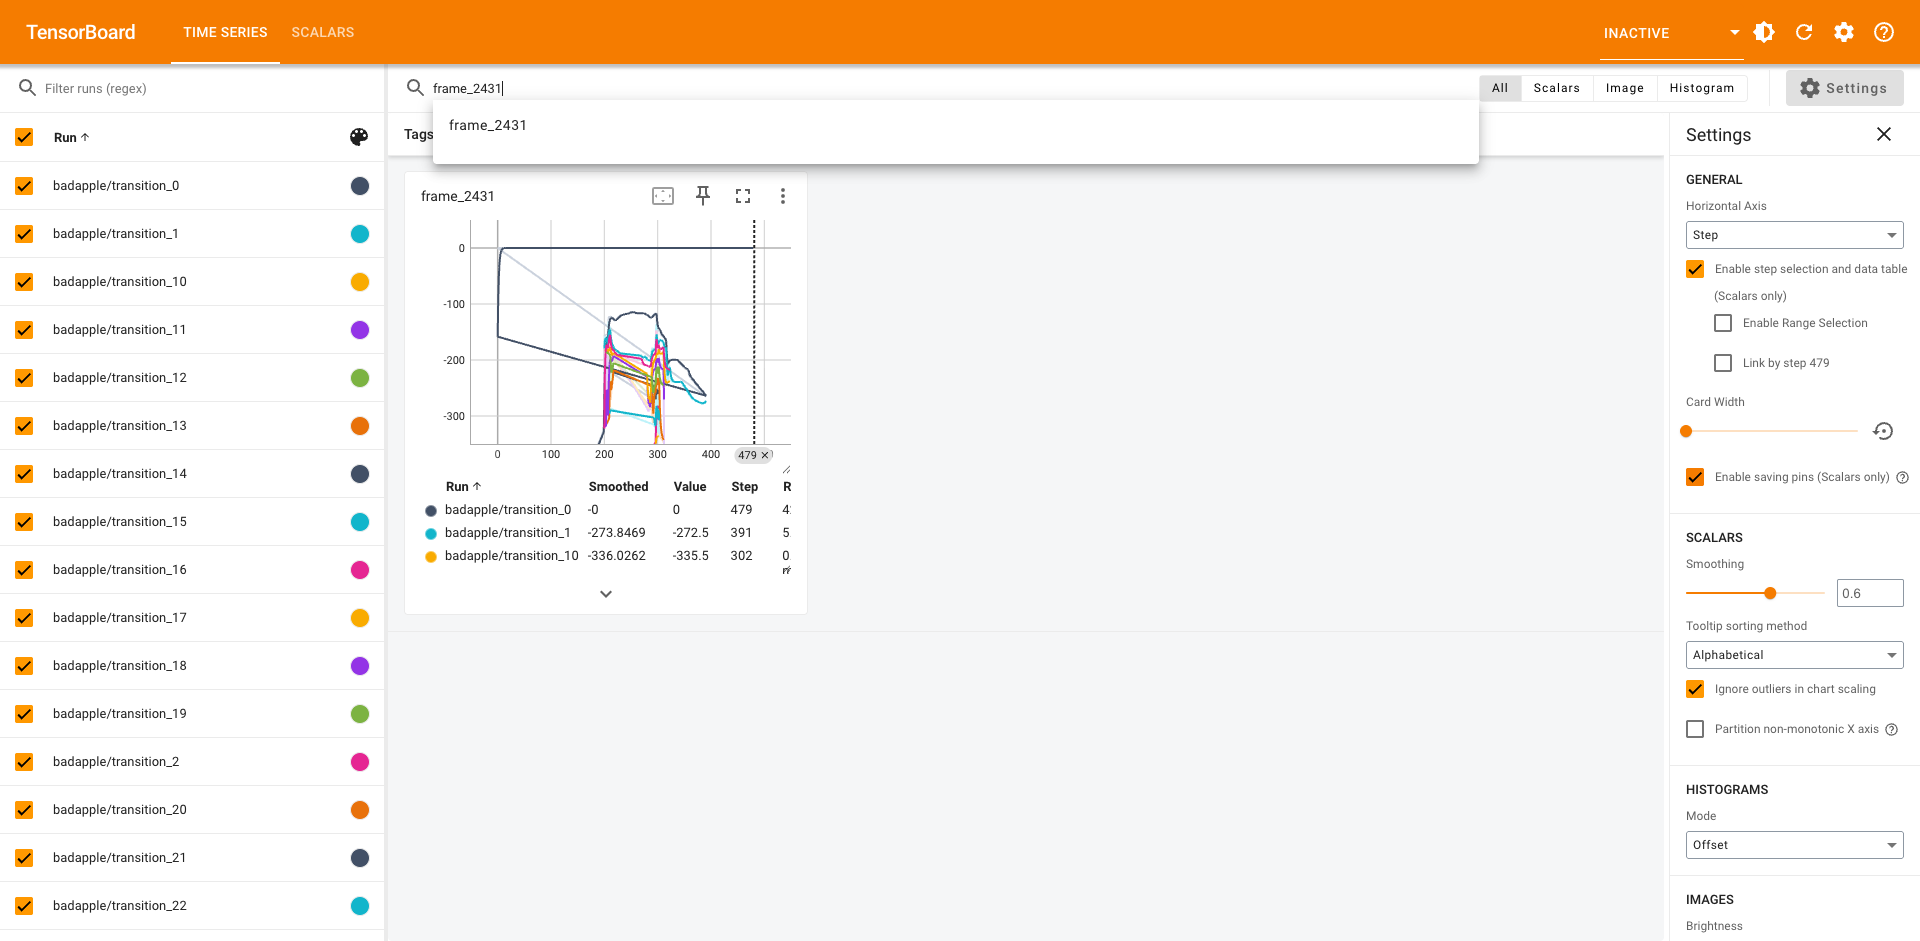 TensorBoard
TIME SERIES
SCALARS
INACTIVE
Filter runs (regex)
frame_2431
All
Scalars
Image
Histogram
Settings
frame_2431
Run
Tags
Settings
badapple/transition_0
badapple/transition_1
badapple/transition_10
badapple/transition_11
badapple/transition_12
badapple/transition_13
badapple/transition_14
badapple/transition_15
badapple/transition_16
badapple/transition_17
badapple/transition_18
badapple/transition_19
badapple/transition_2
badapple/transition_20
badapple/transition_21
badapple/transition_22
frame_2431
0
-100
-200
-300
0 100 200 300 400 479
Run Smoothed Value Step R
badapple/transition_0 -0 0 479 4
badapple/transition_1 -273.8469 -272.5 391 5
badapple/transition_10 -336.0262 -335.5 302 0
GENERAL
Horizontal Axis
Step
Enable step selection and data table
(Scalars only)
Enable Range Selection
Link by step 479
Card Width
Enable saving pins (Scalars only)
SCALARS
Smoothing
0.6
Tooltip sorting method
Alphabetical
Ignore outliers in chart scaling
Partition non-monotonic X axis
HISTOGRAMS
Mode
Offset
IMAGES
Brightness